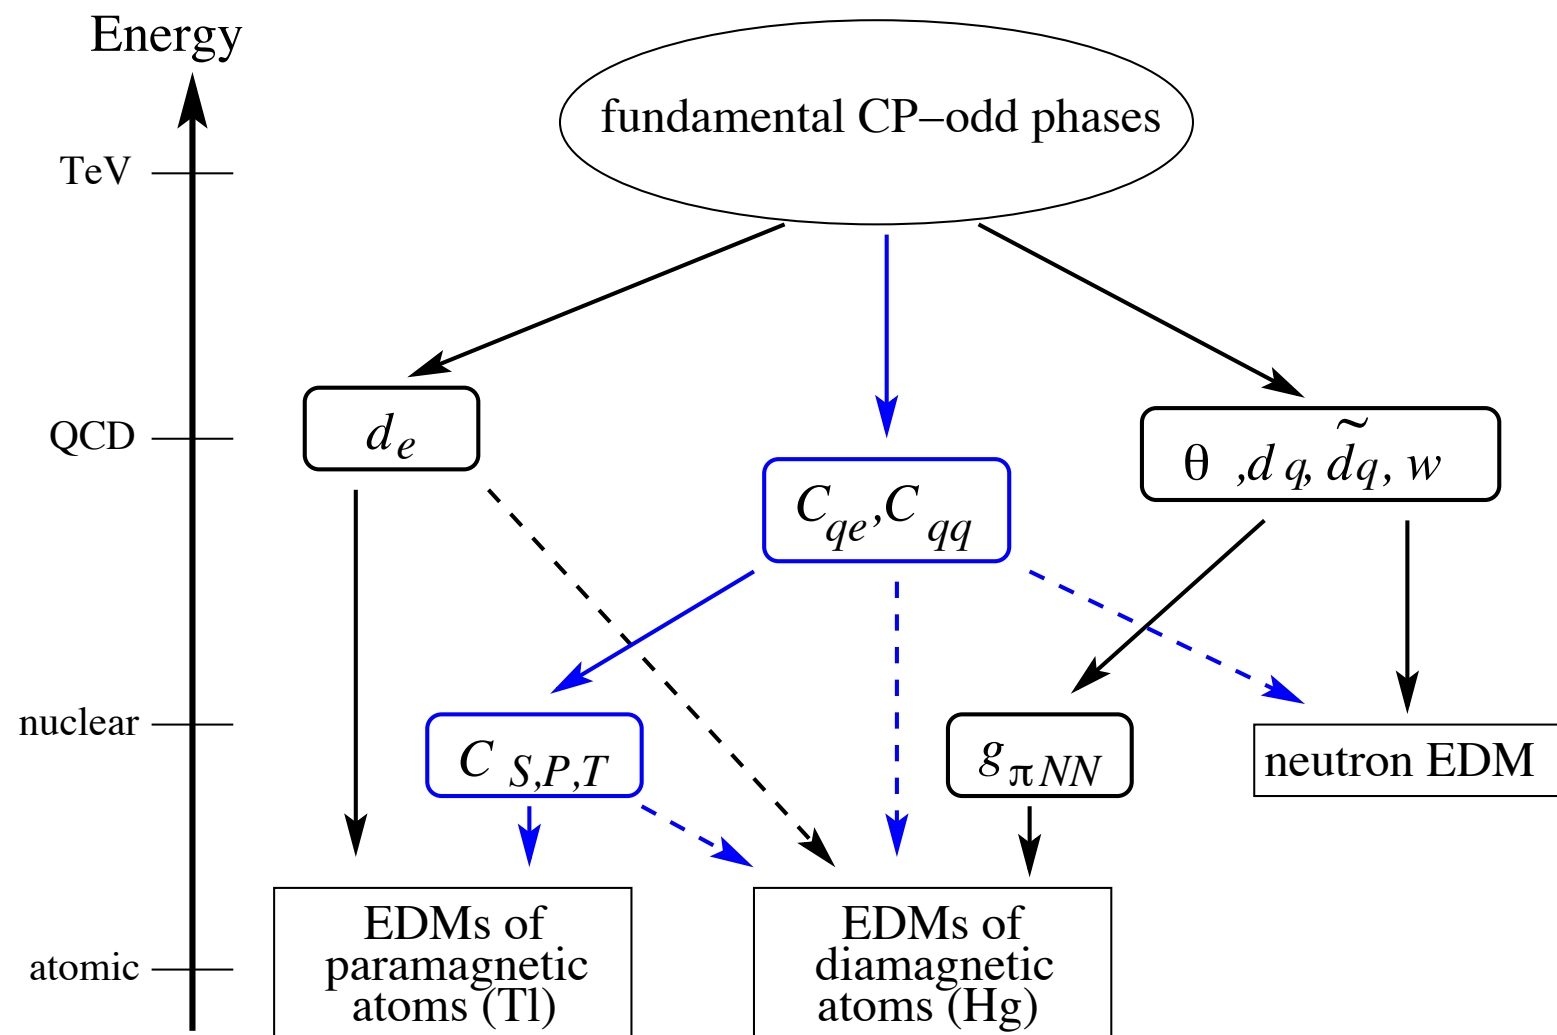 Energy
fundamental CP−odd phases
TeV
QCD
d_e
θ ,d q, d̃q, w
C_qe,C_qq
nuclear
C S,P,T
g_πNN
neutron EDM
atomic
EDMs of
paramagnetic
atoms (Tl)
EDMs of
diamagnetic
atoms (Hg)